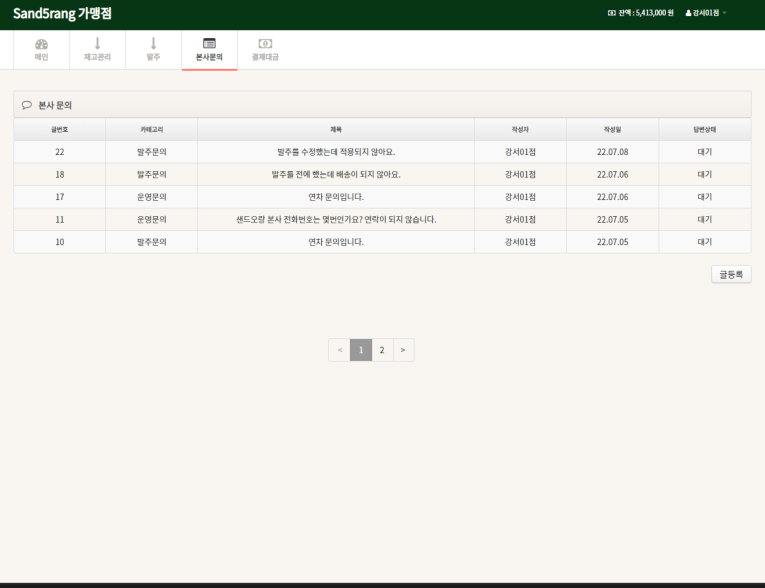 Sand5rang 가맹점
잔액 : 5,413,000 원 강서01점
메인 재고관리 발주 본사문의 결제대금
본사 문의
글번호 카테고리 제목 작성자 작성일 답변상태
22 발주문의 발주를 수정했는데 적용되지 않아요. 강서01점 22.07.08 대기
18 발주문의 발주를 전에 했는데 배송이 되지 않아요. 강서01점 22.07.06 대기
17 운영문의 연차 문의입니다. 강서01점 22.07.06 대기
11 운영문의 샌드오랑 본사 전화번호는 몇번인가요? 연락이 되지 않습니다. 강서01점 22.07.05 대기
10 발주문의 연차 문의입니다. 강서01점 22.07.05 대기
글등록
< 1 2 >